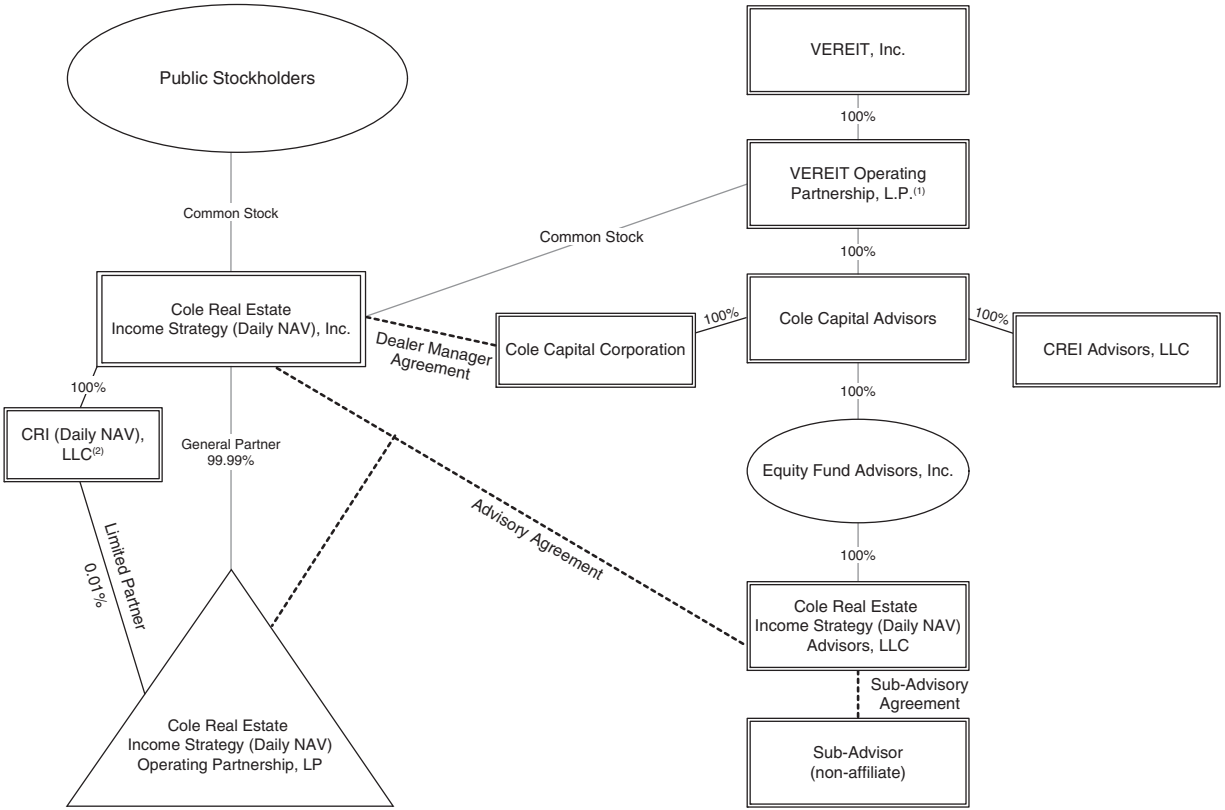 Public Stockholders
VEREIT, Inc.
100%
VEREIT Operating
Partnership, L.P.(1)
Common Stock
Common Stock
100%
Cole Real Estate
Income Strategy (Daily NAV), Inc.
Dealer Manager
Agreement
Cole Capital Corporation
100%
Cole Capital Advisors
100%
CREI Advisors, LLC
100%
100%
CRI (Daily NAV),
LLC(2)
General Partner
99.99%
Equity Fund Advisors, Inc.
Advisory Agreement
Limited Partner
0.01%
100%
Cole Real Estate
Income Strategy (Daily NAV)
Advisors, LLC
Sub-Advisory
Agreement
Cole Real Estate
Income Strategy (Daily NAV)
Operating Partnership, LP
Sub-Advisor
(non-affiliate)